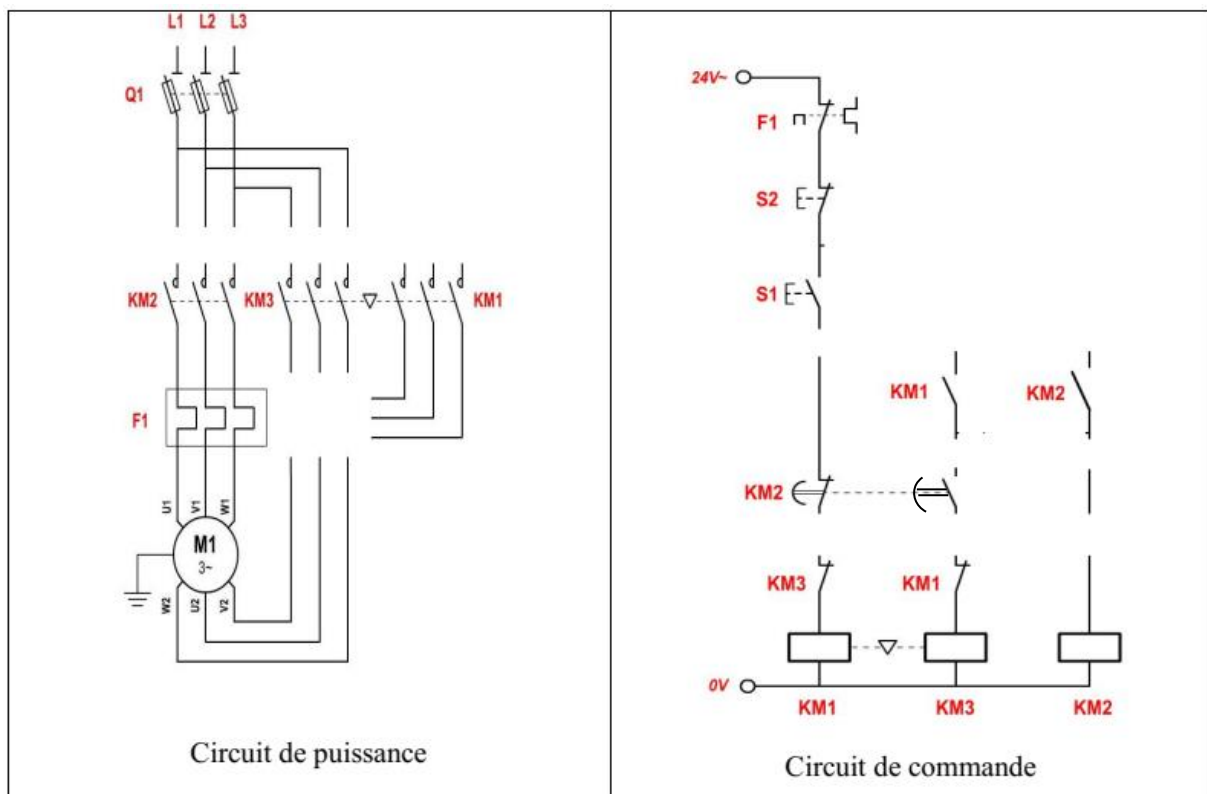 L1 L2 L3
Q1
KM2 KM3 KM1
F1
U1 V1 W1
M1
3~
W2 U2 V2
Circuit de puissance
24V~
F1
S2
S1
KM1 KM2
KM2
KM3 KM1
0V
KM1 KM3 KM2
Circuit de commande